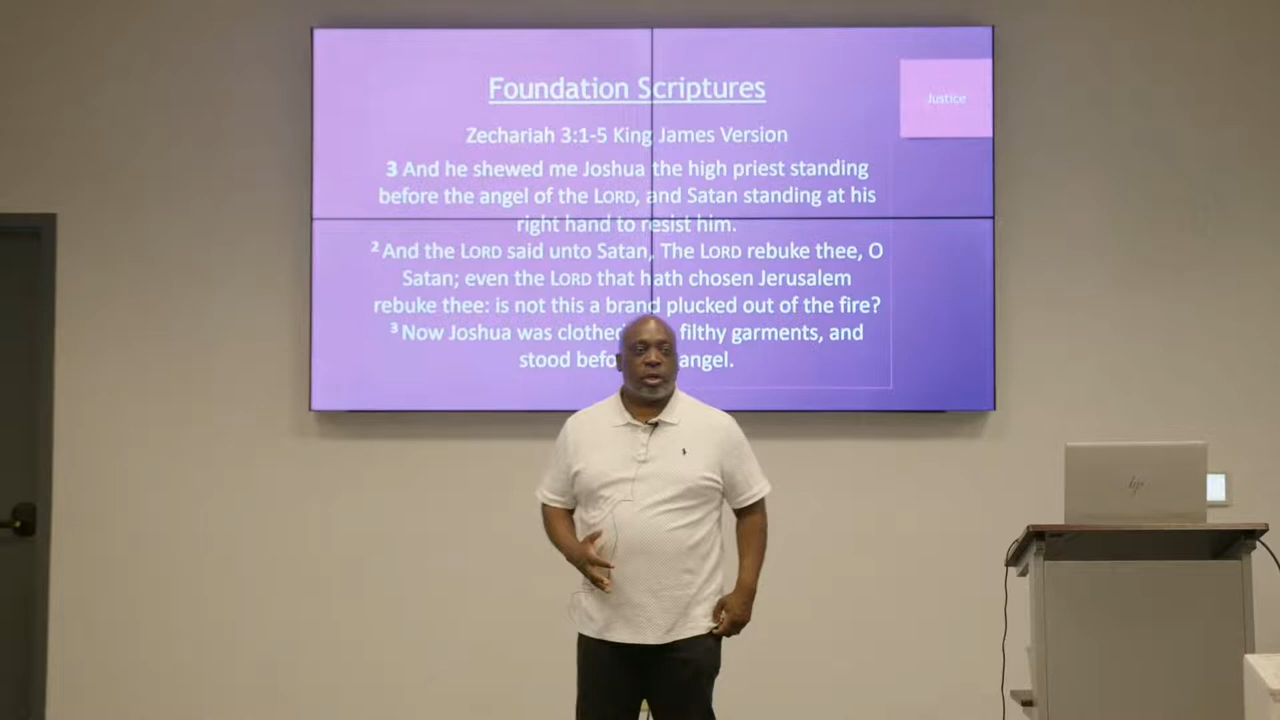 Foundation Scriptures
Justice
Zechariah 3:1-5 King James Version
3 And he shewed me Joshua the high priest standing
before the angel of the LORD, and Satan standing at his
right hand to resist him.
2 And the LORD said unto Satan, The LORD rebuke thee, O
Satan; even the LORD that hath chosen Jerusalem
rebuke thee: is not this a brand plucked out of the fire?
3 Now Joshua was clothed filthy garments, and
stood angel.
hp